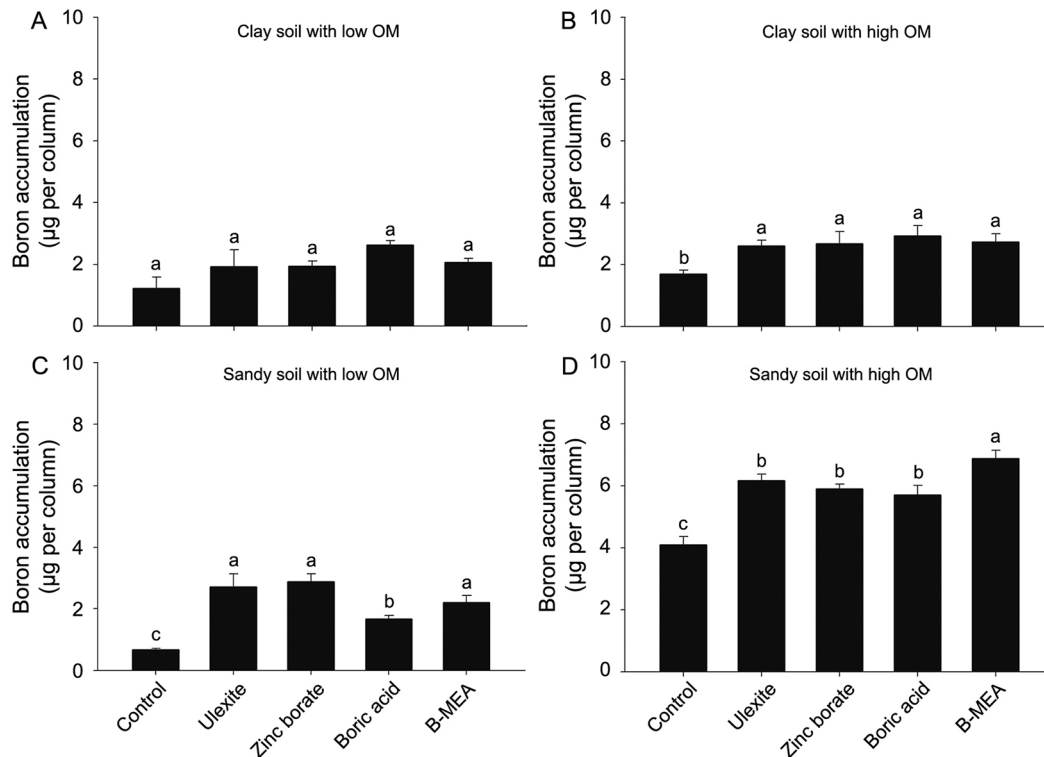 A
Clay soil with low OM
Boron accumulation
(µg per column)
10
8
6
4
2
0
a
a
a
a
a
B
Clay soil with high OM
Boron accumulation
(µg per column)
10
8
6
4
2
0
b
a
a
a
a
C
Sandy soil with low OM
Boron accumulation
(µg per column)
10
8
6
4
2
0
c
a
a
b
a
Control
Ulexite
Zinc borate
Boric acid
B-MEA
D
Sandy soil with high OM
Boron accumulation
(µg per column)
10
8
6
4
2
0
c
b
b
b
a
Control
Ulexite
Zinc borate
Boric acid
B-MEA